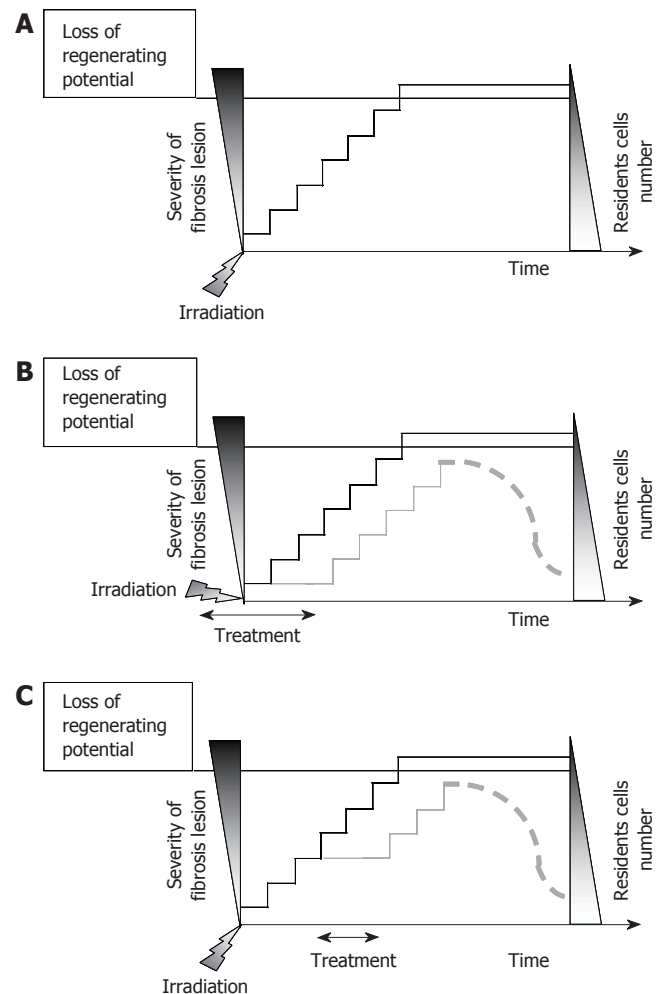 A
Loss of
regenerating
potential
Severity of
fibrosis lesion
Residents cells
number
Time
Irradiation
B
Loss of
regenerating
potential
Severity of
fibrosis lesion
Residents cells
number
Irradiation
Treatment
Time
C
Loss of
regenerating
potential
Severity of
fibrosis lesion
Residents cells
number
Treatment
Time
Irradiation